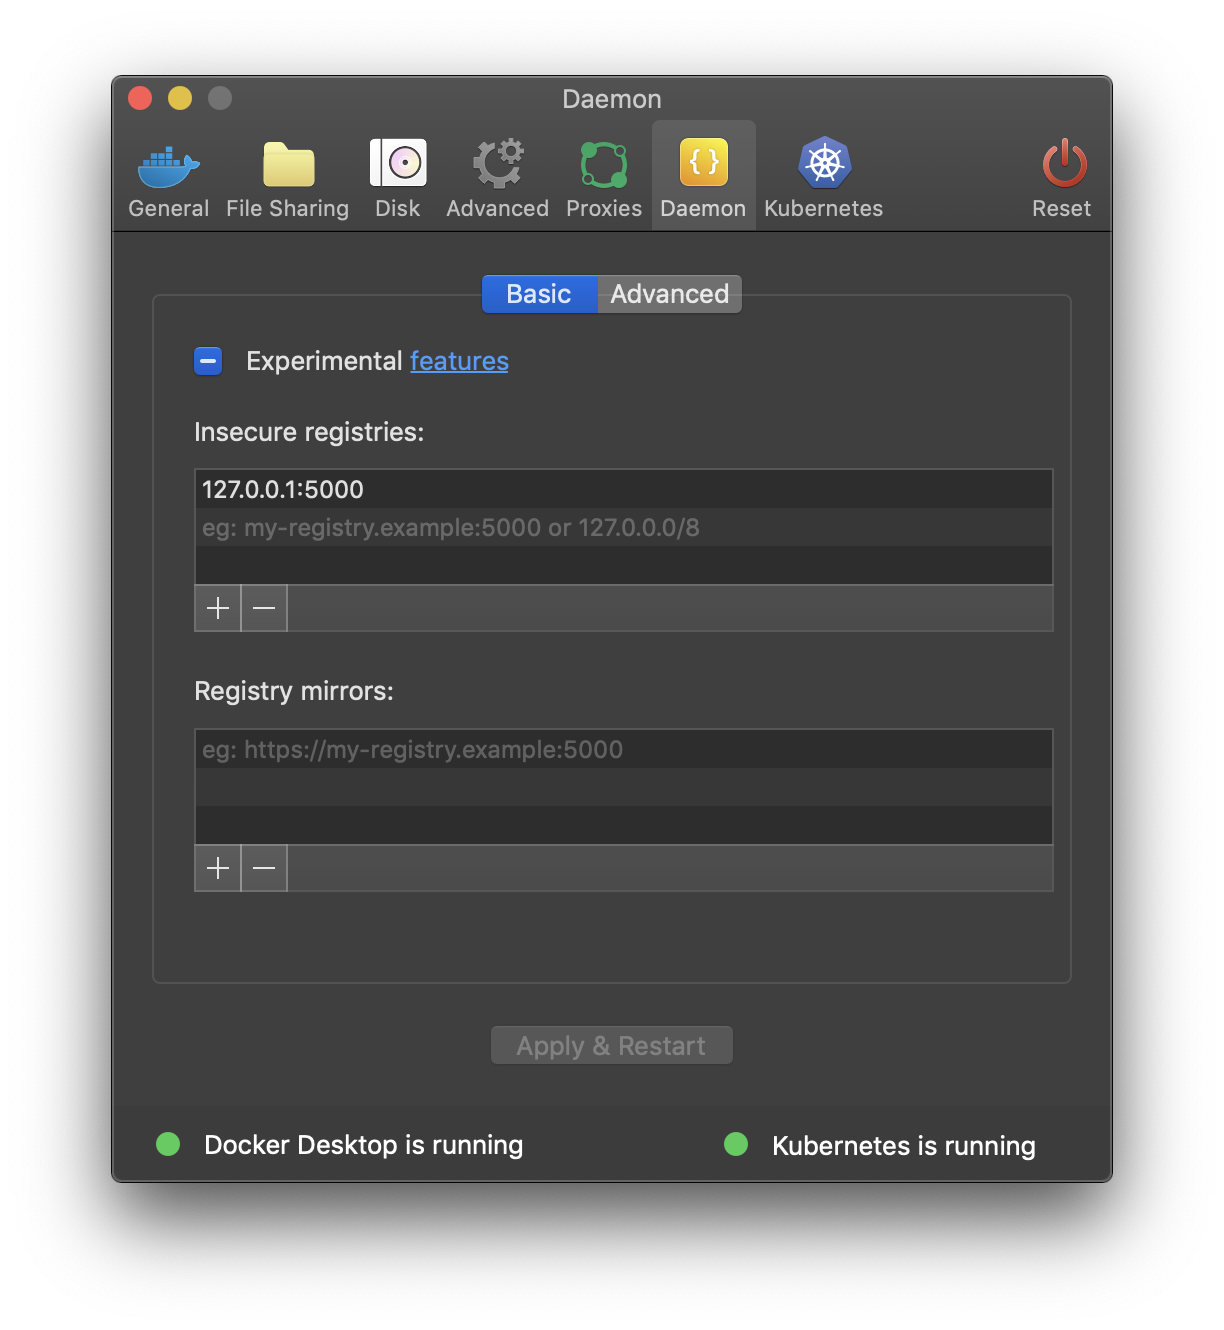 Daemon
General File Sharing Disk Advanced Proxies Daemon Kubernetes Reset
Basic Advanced
Experimental features
Insecure registries:
127.0.0.1:5000
eg: my-registry.example:5000 or 127.0.0.0/8
Registry mirrors:
eg: https://my-registry.example:5000
Apply & Restart
Docker Desktop is running Kubernetes is running